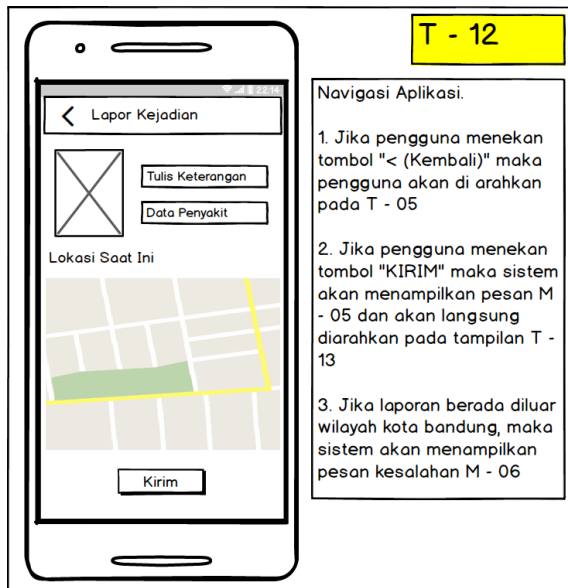 T - 12
22:14
Lapor Kejadian
Tulis Keterangan
Data Penyakit
Lokasi Saat Ini
Kirim
Navigasi Aplikasi.
1. Jika pengguna menekan
tombol "< (Kembali)" maka
pengguna akan di arahkan
pada T - 05
2. Jika pengguna menekan
tombol "KIRIM" maka sistem
akan menampilkan pesan M
- 05 dan akan langsung
diarahkan pada tampilan T -
13
3. Jika laporan berada diluar
wilayah kota bandung, maka
sistem akan menampilkan
pesan kesalahan M - 06